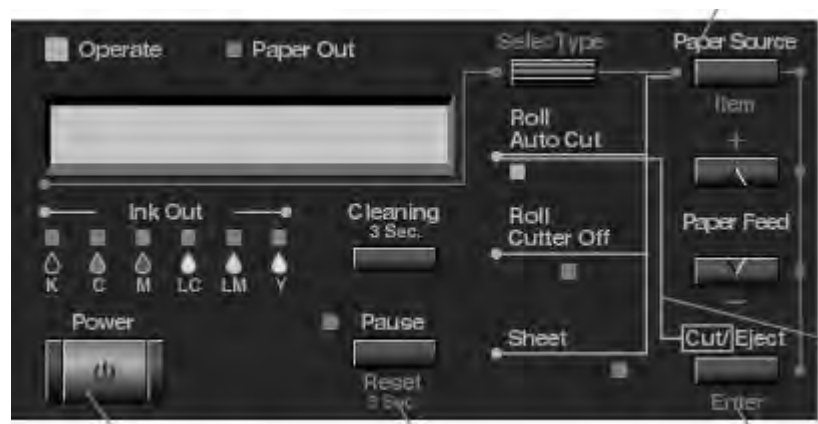 Operate
Paper Out
SelecType
Paper Source
Item
+
Roll
Auto Cut
Ink Out
K C M LC LM Y
Cleaning
3 Sec.
Roll
Cutter Off
Paper Feed
-
Power
Pause
Reset
3 Sec.
Sheet
Cut/Eject
Enter